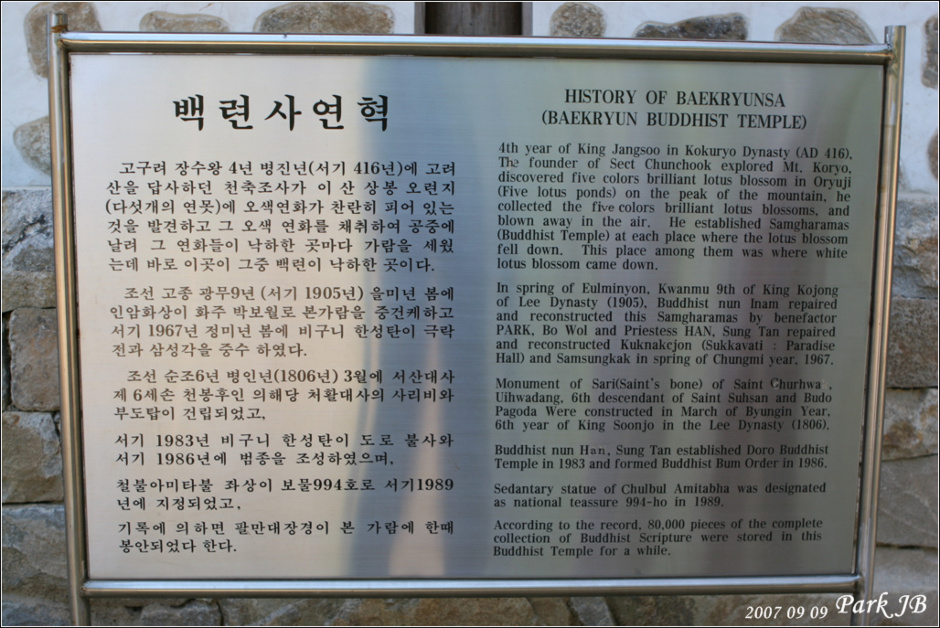 백련사연혁
고구려 장수왕 4년 병진년(서기 416년)에 고려
산을 답사하던 천축조사가 이 산 상봉 오련지
(다섯개의 연못)에 오색연화가 찬란히 피어 있는
것을 발견하고 그 오색 연화를 채취하여 공중에
날려 그 연화들이 낙하한 곳마다 가람을 세웠
는데 바로 이곳이 그중 백련이 낙하한 곳이다.
조선 고종 광무9년 (서기 1905년) 을미년 봄에
인암화상이 화주 박보월로 본가람을 중건케하고
서기 1967년 정미년 봄에 비구니 한성탄이 극락
전과 삼성각을 중수 하였다.
조선 순조6년 병인년(1806년) 3월에 서산대사
제 6세손 천봉후인 의해당 처활대사의 사리비와
부도탑이 건립되었고,
서기 1983년 비구니 한성탄이 도로 불사와
서기 1986년에 범종을 조성하였으며,
철불아미타불 좌상이 보물994호로 서기1989
년에 지정되었고,
기록에 의하면 팔만대장경이 본 가람에 한때
봉안되었다 한다.
HISTORY OF BAEKRYUNSA
(BAEKRYUN BUDDHIST TEMPLE)
4th year of King Jangsoo in Kokuryo Dynasty (AD 416),
The founder of Sect Chunchook explored Mt. Koryo,
discovered five colors brilliant lotus blossom in Oryuji
(Five lotus ponds) on the peak of the mountain, he
collected the five colors brilliant lotus blossoms, and
blown away in the air. He established Samgharamas
(Buddhist Temple) at each place where the lotus blossom
fell down. This place among them was where white
lotus blossom came down.
In spring of Eulminyon, Kwanmu 9th of King Kojong
of Lee Dynasty (1905), Buddhist nun Inam repaired
and reconstructed this Samgharamas by benefactor
PARK, Bo Wol and Priestess HAN, Sung Tan repaired
and reconstructed Kuknakcjon (Sukkavati : Paradise
Hall) and Samsungkak in spring of Chungmi year, 1967.
Monument of Sari(Saint's bone) of Saint Churhwa ,
Uihwadang, 6th descendant of Saint Suhsan and Budo
Pagoda Were constructed in March of Byungin Year,
6th year of King Soonjo in the Lee Dynasty (1806).
Buddhist nun Han, Sung Tan established Doro Buddhist
Temple in 1983 and formed Buddhist Bum Order in 1986.
Sedantary statue of Chulbul Amitabha was designated
as national teassure 994-ho in 1989.
According to the record, 80,000 pieces of the complete
collection of Buddhist Scripture were stored in this
Buddhist Temple for a while.
2007 09 09 Park JB